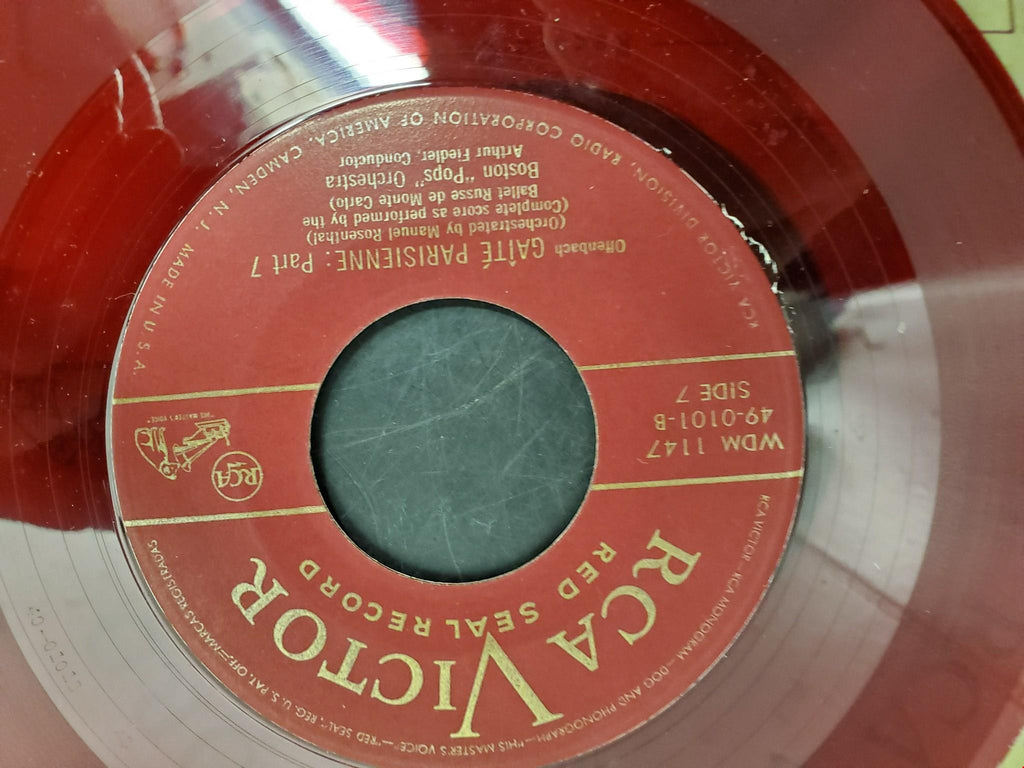 RCA VICTOR
RED SEAL RECORD
RCA VICTOR - RCA MONOGRAM - DOG AND PHONOGRAPH - "HIS MASTER'S VOICE" - "RED SEAL", REG. U. S. PAT. OFF. - MARCAS REGISTRADAS
WDM 1147
49-0101-B
SIDE 7
RCA
"HIS MASTER'S VOICE"
Offenbach GAÎTÉ PARISIENNE: Part 7
(Orchestrated by Manuel Rosenthal)
(Complete score as performed by the
Ballet Russe de Monte Carlo)
Boston "Pops" Orchestra
Arthur Fiedler, Conductor
RCA VICTOR DIVISION, RADIO CORPORATION OF AMERICA, CAMDEN, N. J. MADE IN U. S. A.